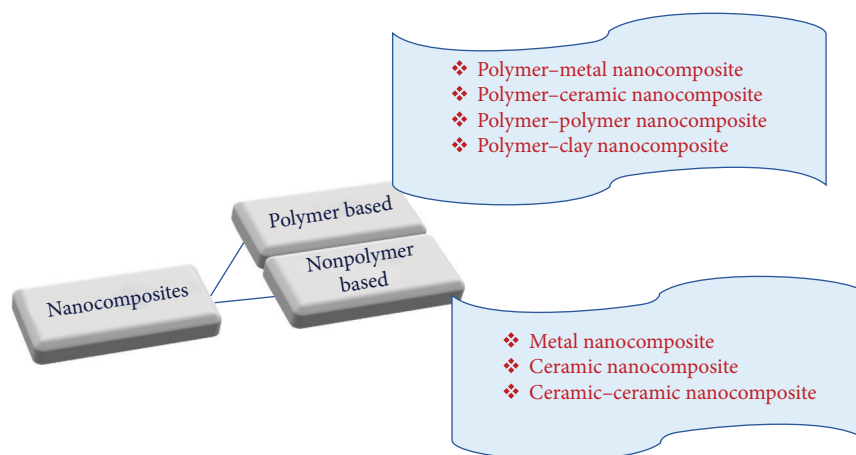 ❖ Polymer–metal nanocomposite
❖ Polymer–ceramic nanocomposite
❖ Polymer–polymer nanocomposite
❖ Polymer–clay nanocomposite
Polymer based
Nonpolymer
based
Nanocomposites
❖ Metal nanocomposite
❖ Ceramic nanocomposite
❖ Ceramic–ceramic nanocomposite